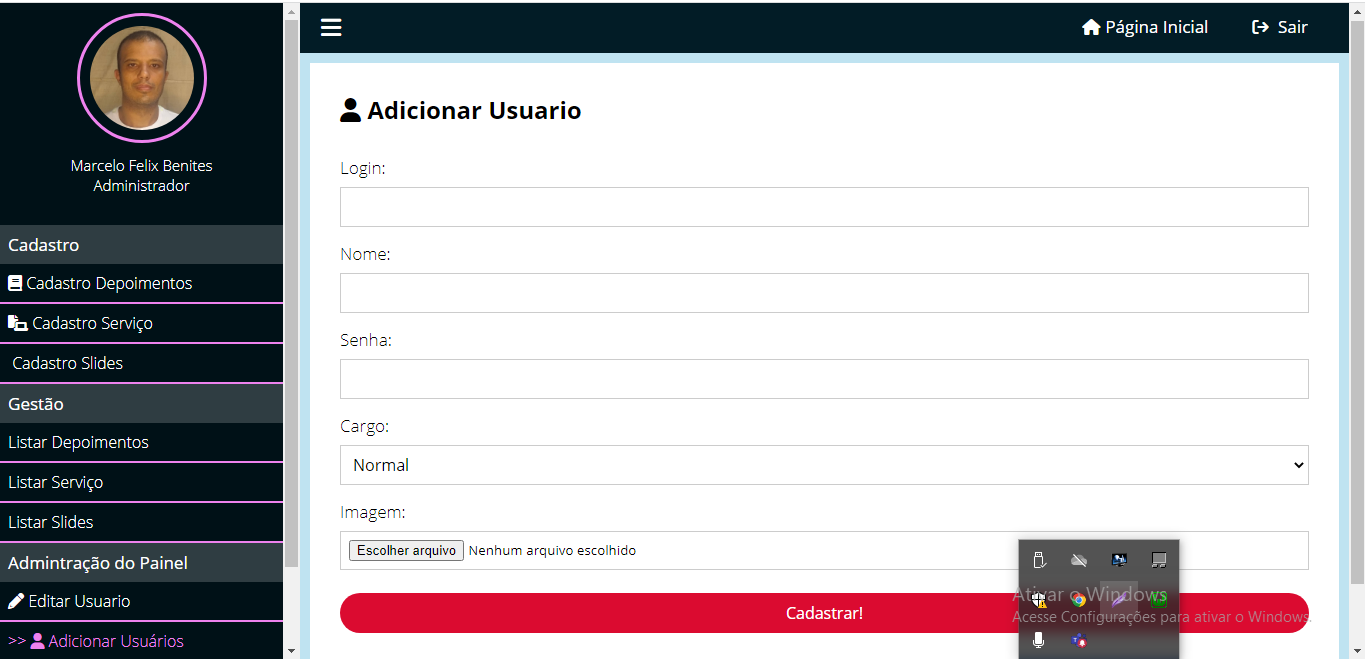 Marcelo Felix Benites
Administrador
Cadastro
Cadastro Depoimentos
Cadastro Serviço
Cadastro Slides
Gestão
Listar Depoimentos
Listar Serviço
Listar Slides
Admintração do Painel
Editar Usuario
>> Adicionar Usuários
Página Inicial
Sair
Adicionar Usuario
Login:
Nome:
Senha:
Cargo:
Normal
Imagem:
Escolher arquivo Nenhum arquivo escolhido
Cadastrar!
Ativar o Windows
Acesse Configurações para ativar o Windows.